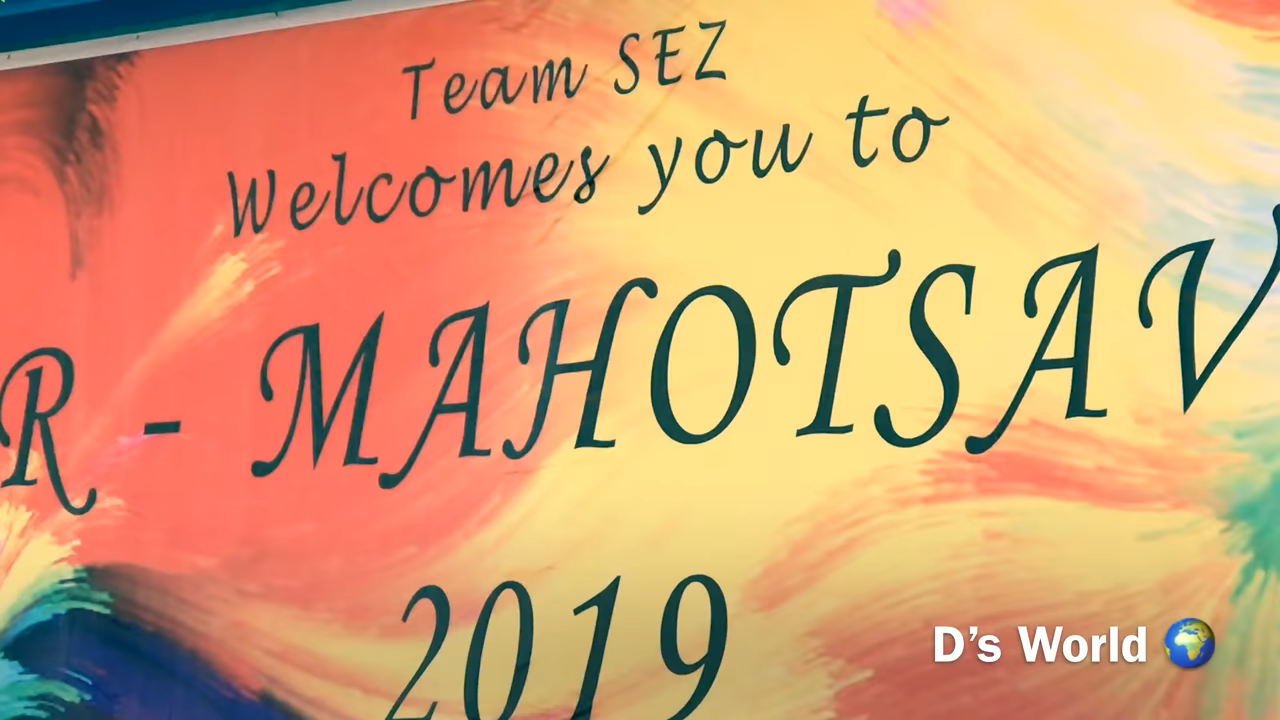 Team SEZ
Welcomes you to
R - MAHOTSAV
2019
D's World 🌍